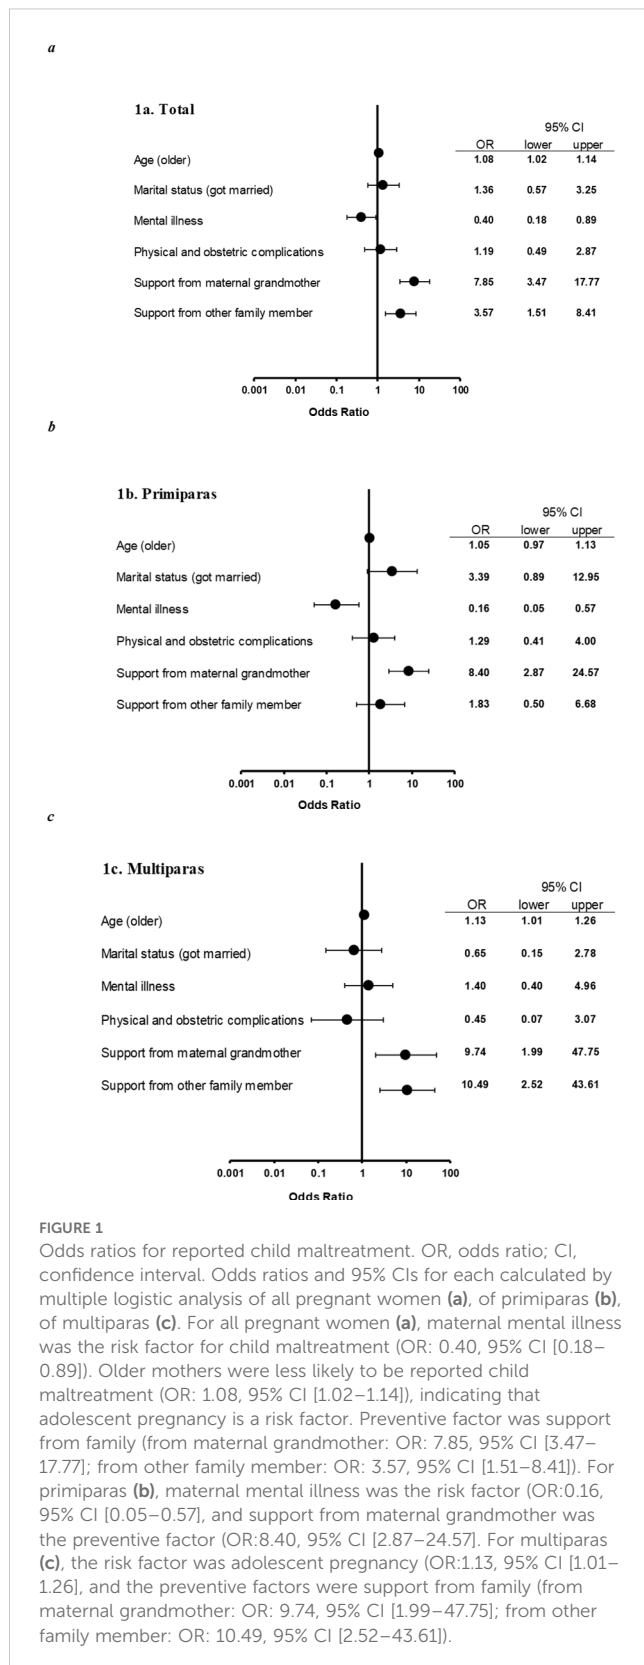 a
1a. Total
95% CI
OR lower upper
Age (older) 1.08 1.02 1.14
Marital status (got married) 1.36 0.57 3.25
Mental illness 0.40 0.18 0.89
Physical and obstetric complications 1.19 0.49 2.87
Support from maternal grandmother 7.85 3.47 17.77
Support from other family member 3.57 1.51 8.41
0.001 0.01 0.1 1 10 100
Odds Ratio
b
1b. Primiparas
95% CI
OR lower upper
Age (older) 1.05 0.97 1.13
Marital status (got married) 3.39 0.89 12.95
Mental illness 0.16 0.05 0.57
Physical and obstetric complications 1.29 0.41 4.00
Support from maternal grandmother 8.40 2.87 24.57
Support from other family member 1.83 0.50 6.68
0.001 0.01 0.1 1 10 100
Odds Ratio
c
1c. Multiparas
95% CI
OR lower upper
Age (older) 1.13 1.01 1.26
Marital status (got married) 0.65 0.15 2.78
Mental illness 1.40 0.40 4.96
Physical and obstetric complications 0.45 0.07 3.07
Support from maternal grandmother 9.74 1.99 47.75
Support from other family member 10.49 2.52 43.61
0.001 0.01 0.1 1 10 100
Odds Ratio
FIGURE 1
Odds ratios for reported child maltreatment. OR, odds ratio; CI,
confidence interval. Odds ratios and 95% CIs for each calculated by
multiple logistic analysis of all pregnant women (a), of primiparas (b),
of multiparas (c). For all pregnant women (a), maternal mental illness
was the risk factor for child maltreatment (OR: 0.40, 95% CI [0.18–
0.89]). Older mothers were less likely to be reported child
maltreatment (OR: 1.08, 95% CI [1.02–1.14]), indicating that
adolescent pregnancy is a risk factor. Preventive factor was support
from family (from maternal grandmother: OR: 7.85, 95% CI [3.47–
17.77]; from other family member: OR: 3.57, 95% CI [1.51–8.41]). For
primiparas (b), maternal mental illness was the risk factor (OR:0.16,
95% CI [0.05–0.57], and support from maternal grandmother was
the preventive factor (OR:8.40, 95% CI [2.87–24.57]. For multiparas
(c), the risk factor was adolescent pregnancy (OR:1.13, 95% CI [1.01–
1.26], and the preventive factors were support from family (from
maternal grandmother: OR: 9.74, 95% CI [1.99–47.75]; from other
family member: OR: 10.49, 95% CI [2.52–43.61]).